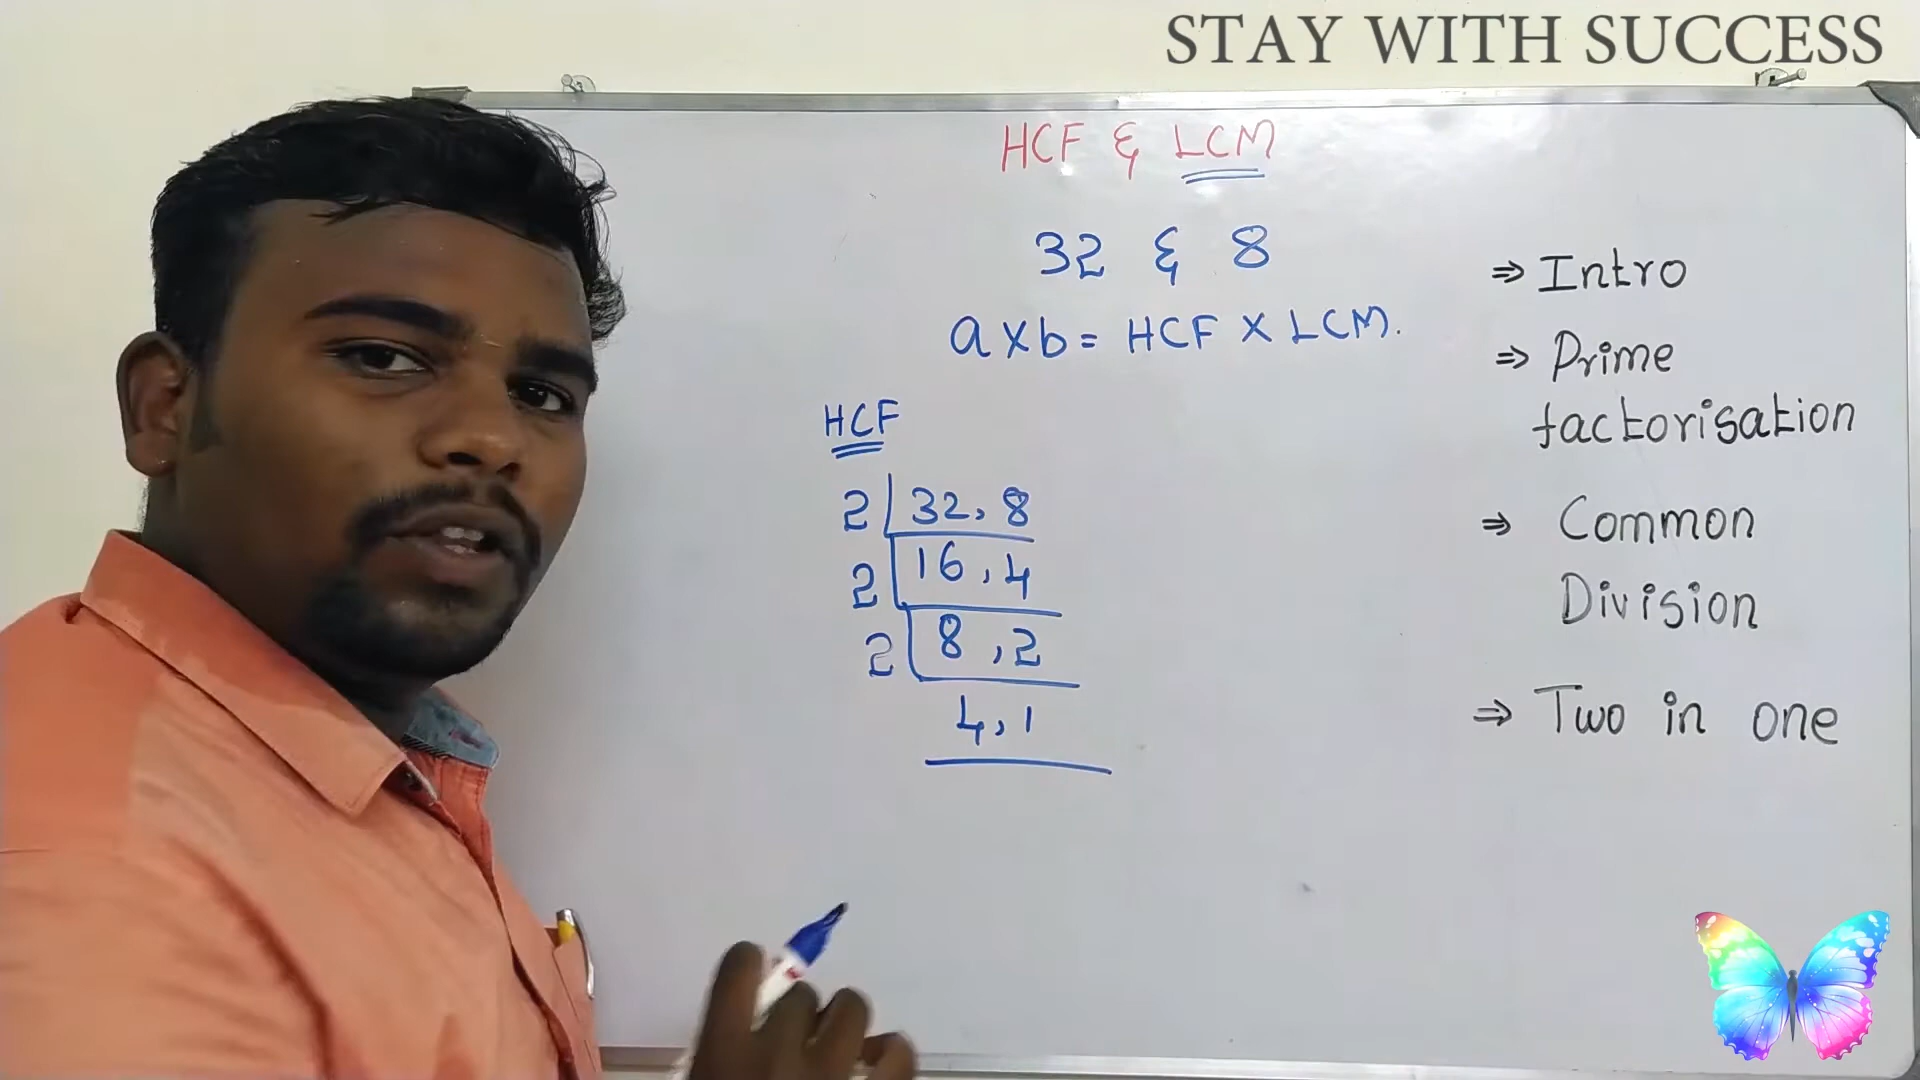 STAY WITH SUCCESS
HCF & LCM
32 & 8
a x b = HCF X LCM.
HCF
2 | 32, 8
2 | 16, 4
2 | 8, 2
4, 1
⇒ Intro
⇒ Prime
factorisation
⇒ Common
Division
⇒ Two in one